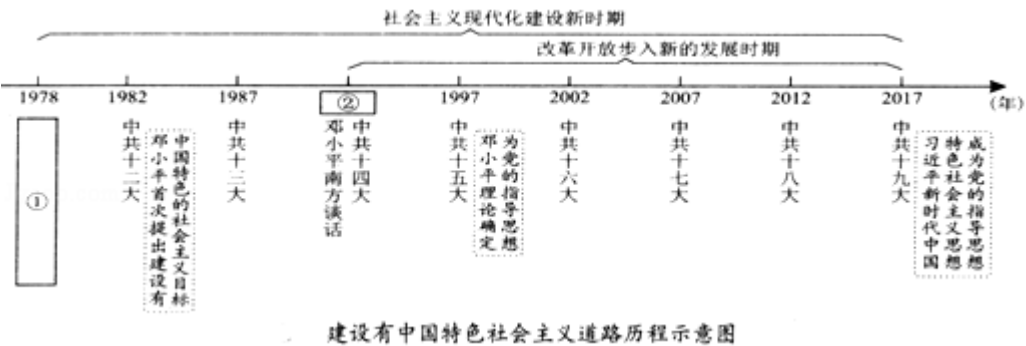 社会主义现代化建设新时期
改革开放步入新的发展时期
1978
1982
1987
②
1997
2002
2007
2012
2017
(年)
①
中共十二大
邓小平首次提出建设有
中国特色的社会主义目标
中共十三大
邓小平南方谈话
中共十四大
中共十五大
邓小平理论确定
为党的指导思想
中共十六大
中共十七大
中共十八大
中共十九大
习近平新时代中国
特色社会主义思想
成为党的指导思想
建设有中国特色社会主义道路历程示意图